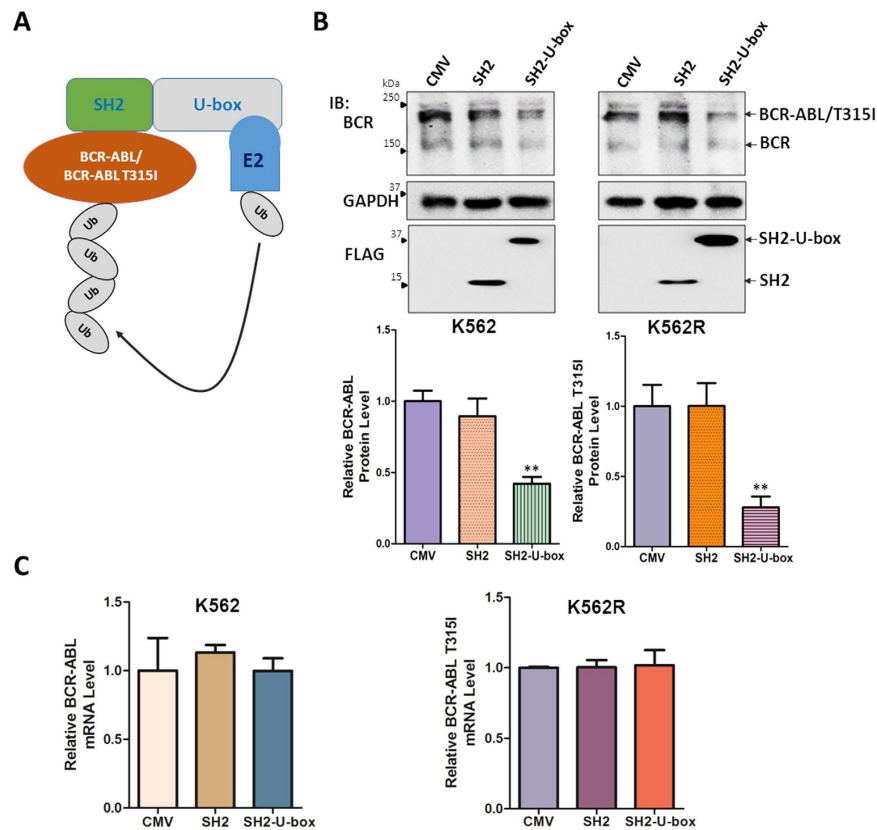 A
SH2
U-box
BCR-ABL/
BCR-ABL T315I
E2
Ub
Ub
Ub
Ub
Ub
B
CMV
SH2
SH2-U-box
CMV
SH2
SH2-U-box
kDa
IB:
250
BCR
150
BCR-ABL/T315I
BCR
37
GAPDH
37
FLAG
15
SH2-U-box
SH2
K562
Relative BCR-ABL
Protein Level
1.5
1.0
0.5
0.0
**
CMV
SH2
SH2-U-box
K562R
Relative BCR-ABL T315I
Protein Level
1.5
1.0
0.5
0.0
**
CMV
SH2
SH2-U-box
C
K562
Relative BCR-ABL
mRNA Level
1.5
1.0
0.5
0.0
CMV
SH2
SH2-U-box
K562R
Relative BCR-ABL T315I
mRNA Level
1.5
1.0
0.5
0.0
CMV
SH2
SH2-U-box